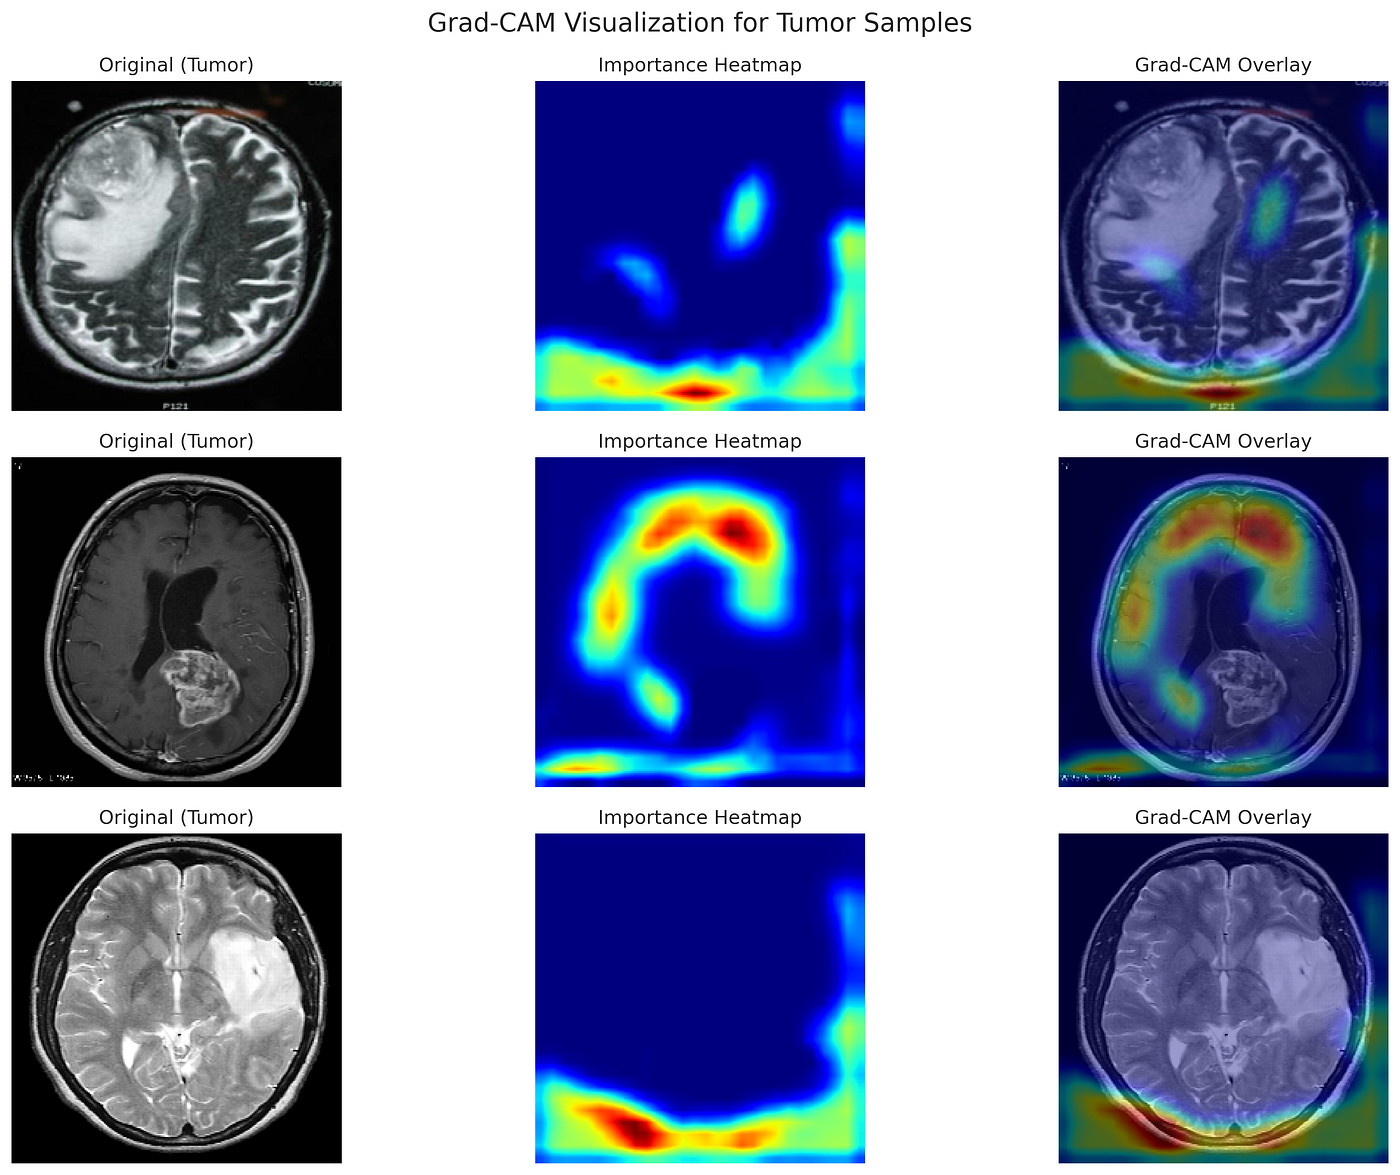 Grad-CAM Visualization for Tumor Samples
Original (Tumor) Importance Heatmap Grad-CAM Overlay
P121 P121
Original (Tumor) Importance Heatmap Grad-CAM Overlay
Original (Tumor) Importance Heatmap Grad-CAM Overlay